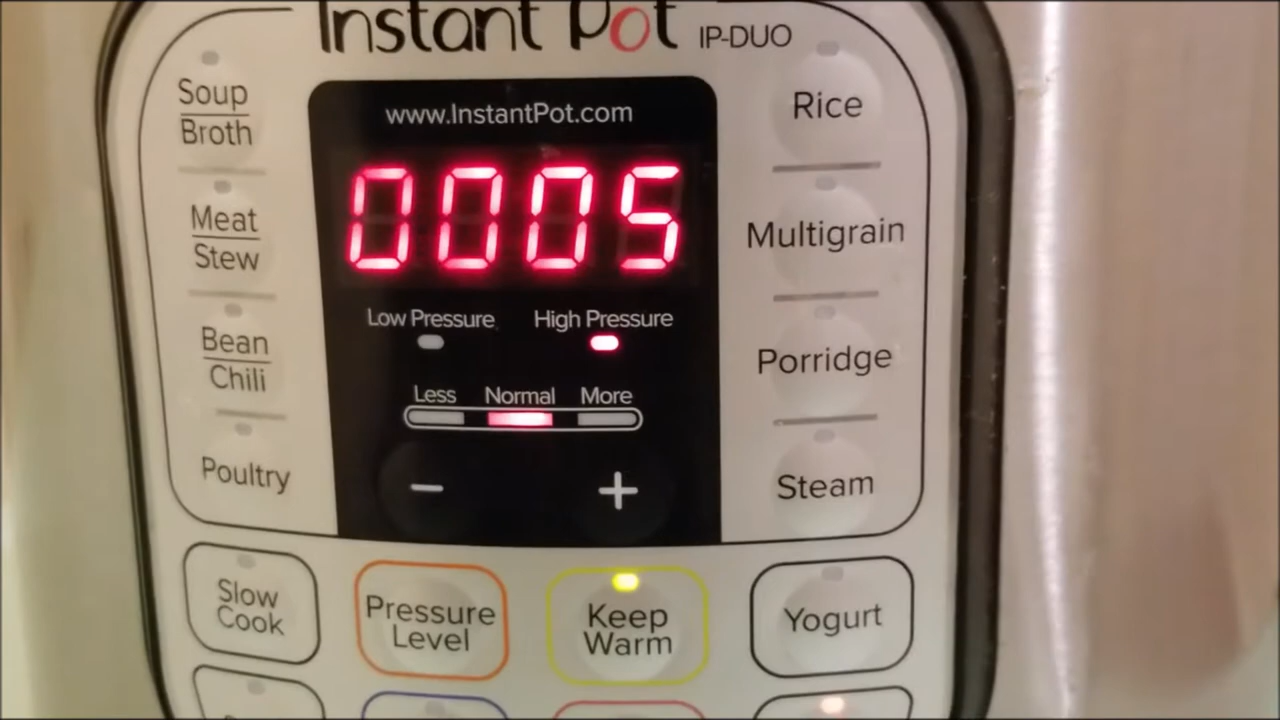 Instant Pot IP-DUO
www.InstantPot.com
0005
Low Pressure High Pressure
Less Normal More
− +
Soup
Broth
Meat
Stew
Bean
Chili
Poultry
Rice
Multigrain
Porridge
Steam
Slow
Cook
Pressure
Level
Keep
Warm
Yogurt